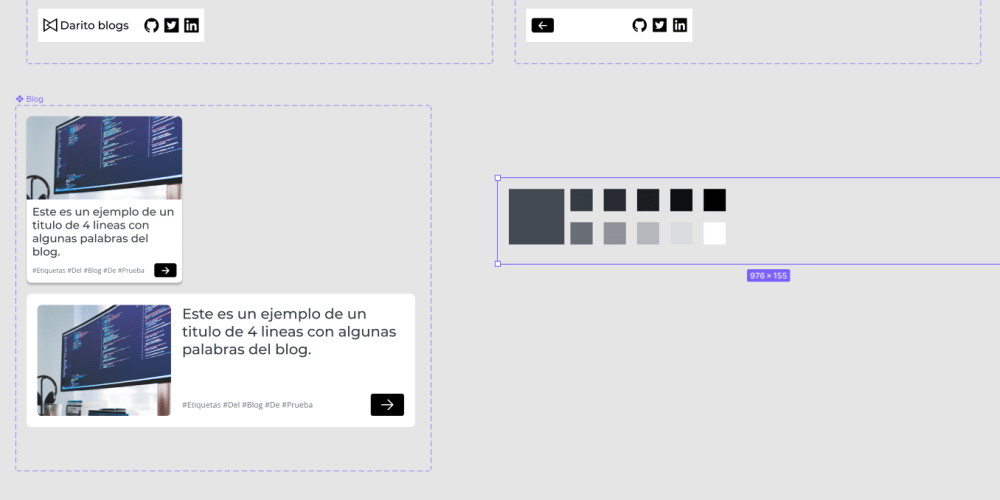 Darito blogs
Blog
Este es un ejemplo de un
titulo de 4 lineas con
algunas palabras del
blog.
#Etiquetas #Del #Blog #De #Prueba
976 × 155
Este es un ejemplo de un
titulo de 4 lineas con algunas
palabras del blog.
#Etiquetas #Del #Blog #De #Prueba